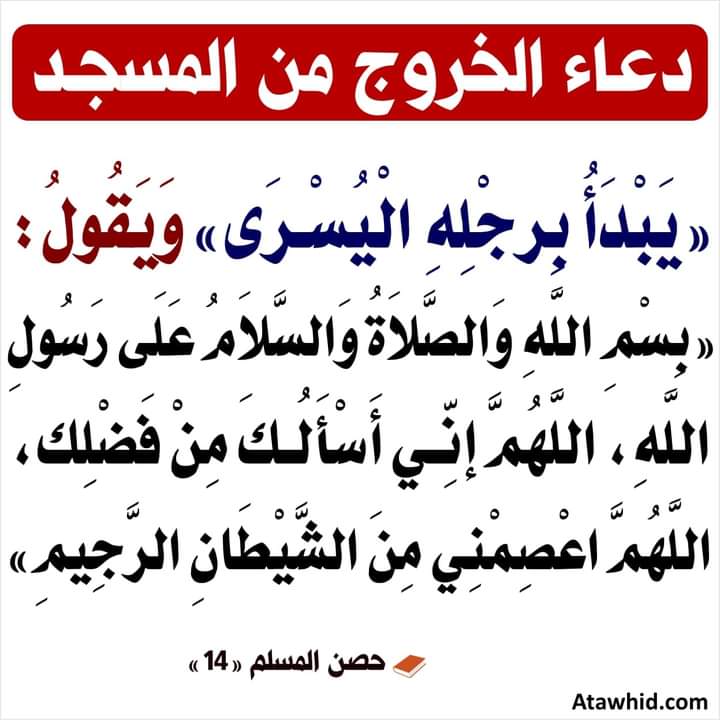 دعاء الخروج من المسجد
«يَبْدَأُ بِرِجْلِهِ الْيُسْرَى» وَيَقُولُ :
«بِسْمِ اللَّهِ وَالصَّلَاةُ وَالسَّلَامُ عَلَى رَسُولِ
اللَّهِ ، اللَّهُمَّ إِنِّي أَسْأَلُكَ مِنْ فَضْلِك ،
اللَّهُمَّ اعْصِمْنِي مِنَ الشَّيْطَانِ الرَّجِيمِ»
حصن المسلم «14»
Atawhid.com